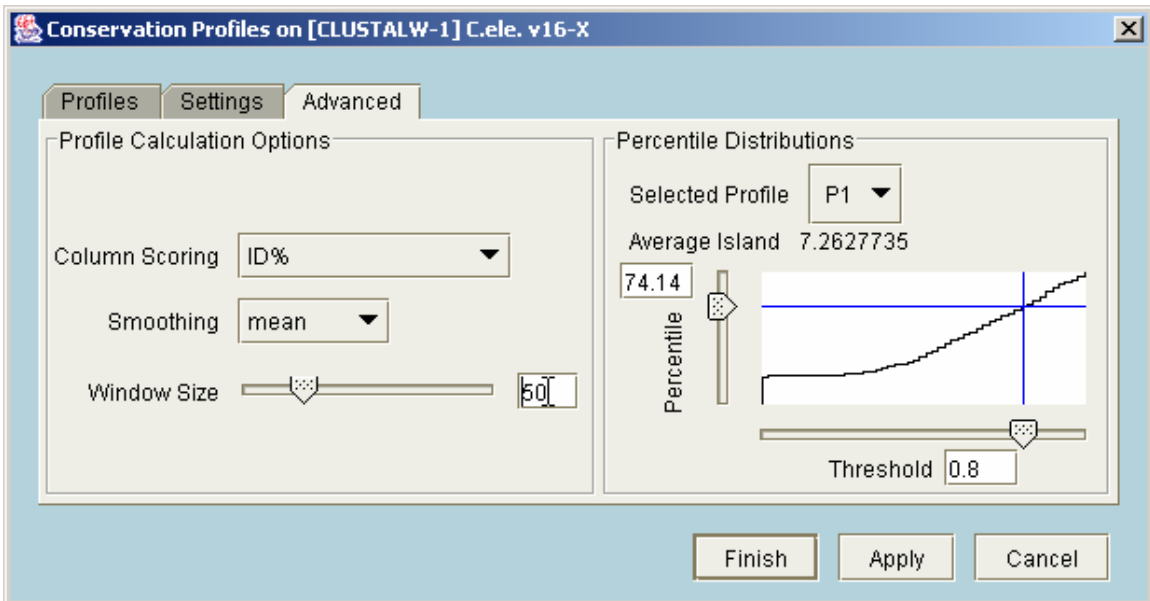 Conservation Profiles on [CLUSTALW-1] C.ele. v16-X
Profiles Settings Advanced
Profile Calculation Options
Column Scoring ID%
Smoothing mean
Window Size 50
Percentile Distributions
Selected Profile P1
Average Island 7.2627735
74.14
Percentile
Threshold 0.8
Finish Apply Cancel